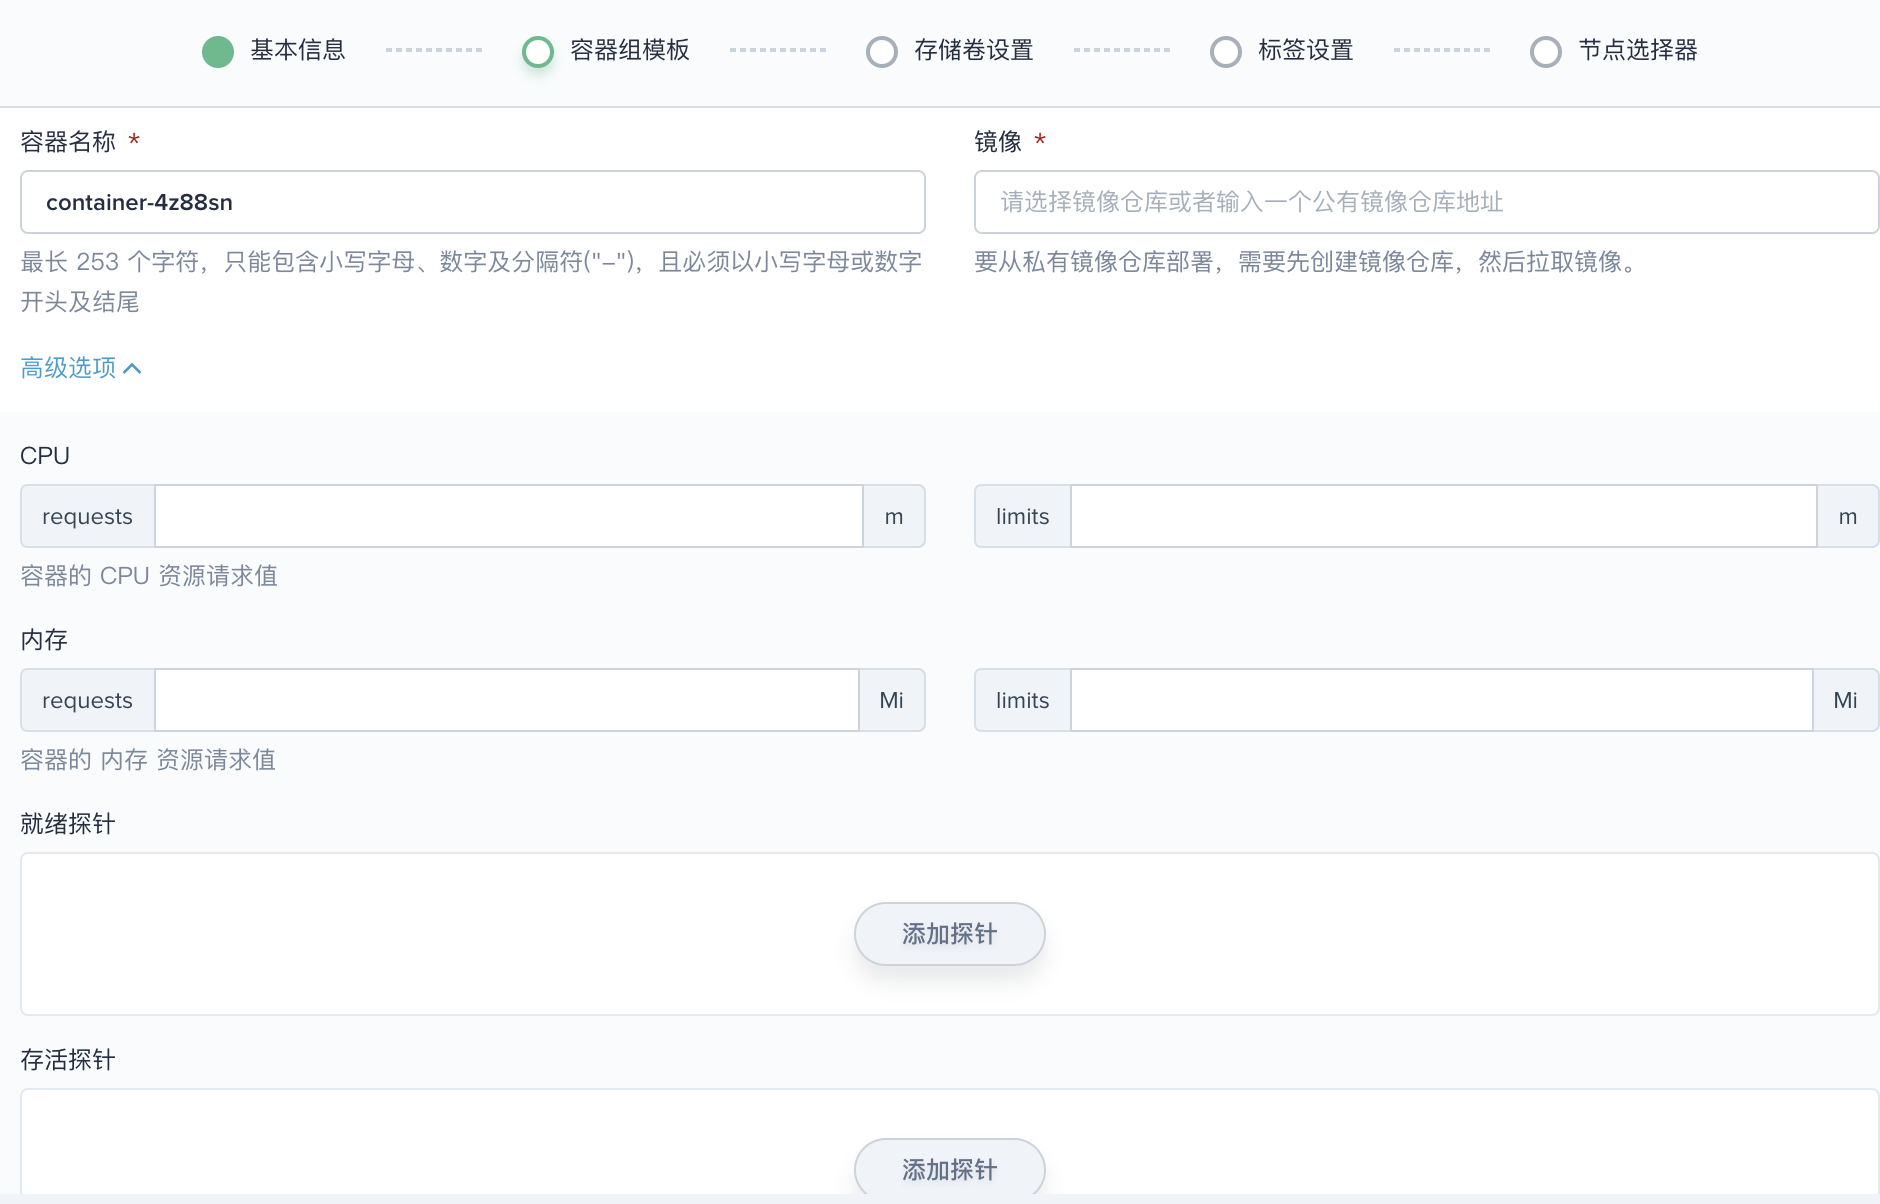 基本信息
容器组模板
存储卷设置
标签设置
节点选择器
容器名称 *
镜像 *
container-4z88sn
请选择镜像仓库或者输入一个公有镜像仓库地址
最长 253 个字符，只能包含小写字母、数字及分隔符("-")，且必须以小写字母或数字
开头及结尾
要从私有镜像仓库部署，需要先创建镜像仓库，然后拉取镜像。
高级选项
CPU
requests
m
limits
m
容器的 CPU 资源请求值
内存
requests
Mi
limits
Mi
容器的 内存 资源请求值
就绪探针
添加探针
存活探针
添加探针